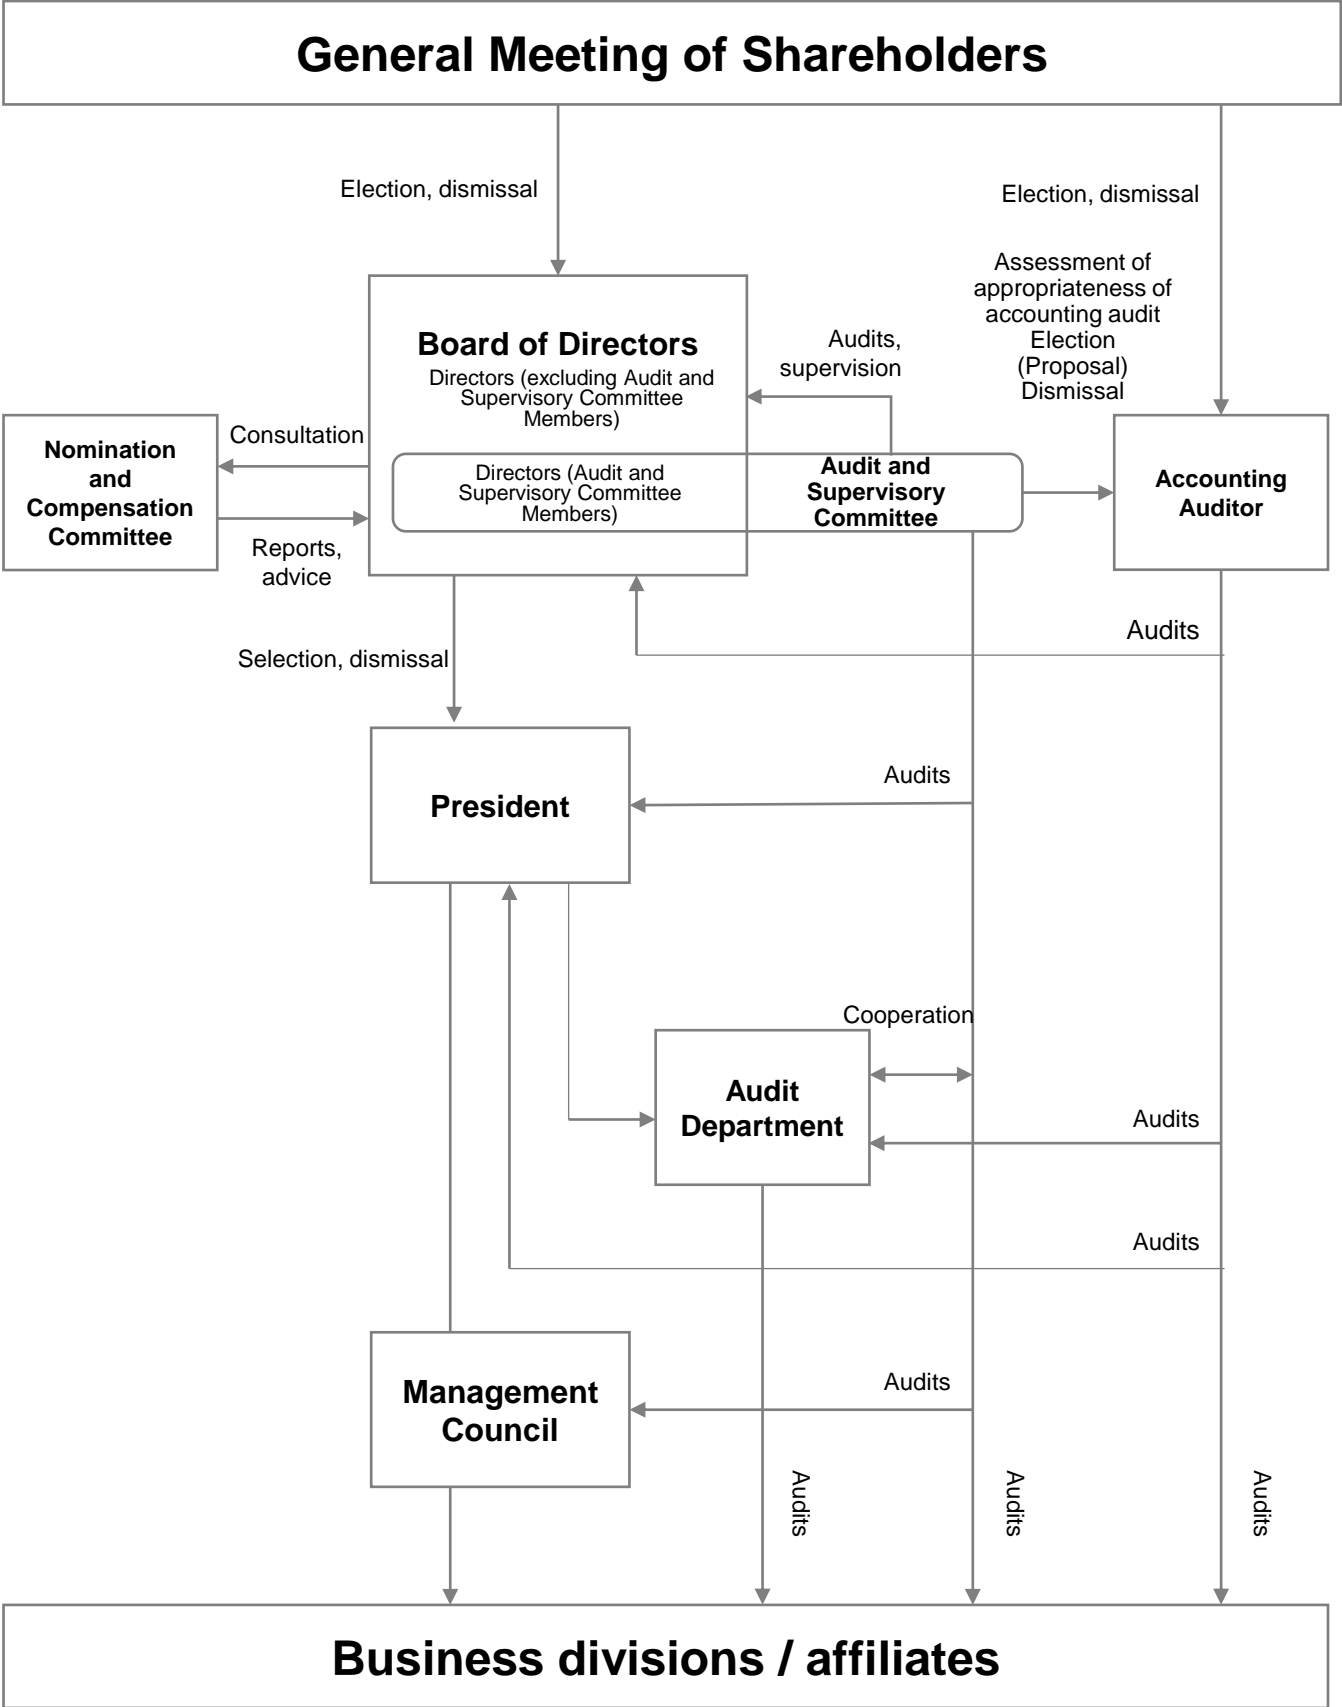 General Meeting of Shareholders
Election, dismissal
Election, dismissal
Assessment of
appropriateness of
accounting audit
Election
(Proposal)
Dismissal
Board of Directors
Directors (excluding Audit and
Supervisory Committee
Members)
Audits,
supervision
Nomination
and
Compensation
Committee
Consultation
Reports,
advice
Directors (Audit and
Supervisory Committee
Members)
Audit and
Supervisory
Committee
Accounting
Auditor
Audits
Selection, dismissal
President
Audits
Cooperation
Audit
Department
Audits
Audits
Management
Council
Audits
Audits
Audits
Audits
Business divisions / affiliates